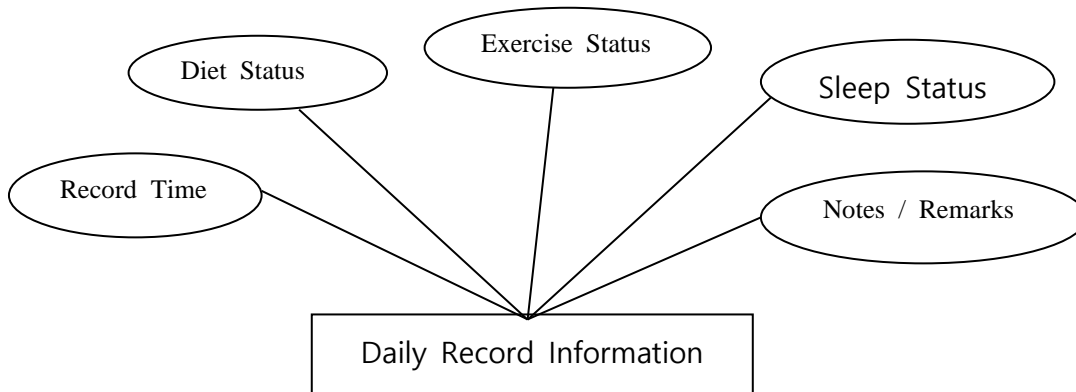 Exercise Status
Diet Status
Sleep Status
Record Time
Notes / Remarks
Daily Record Information